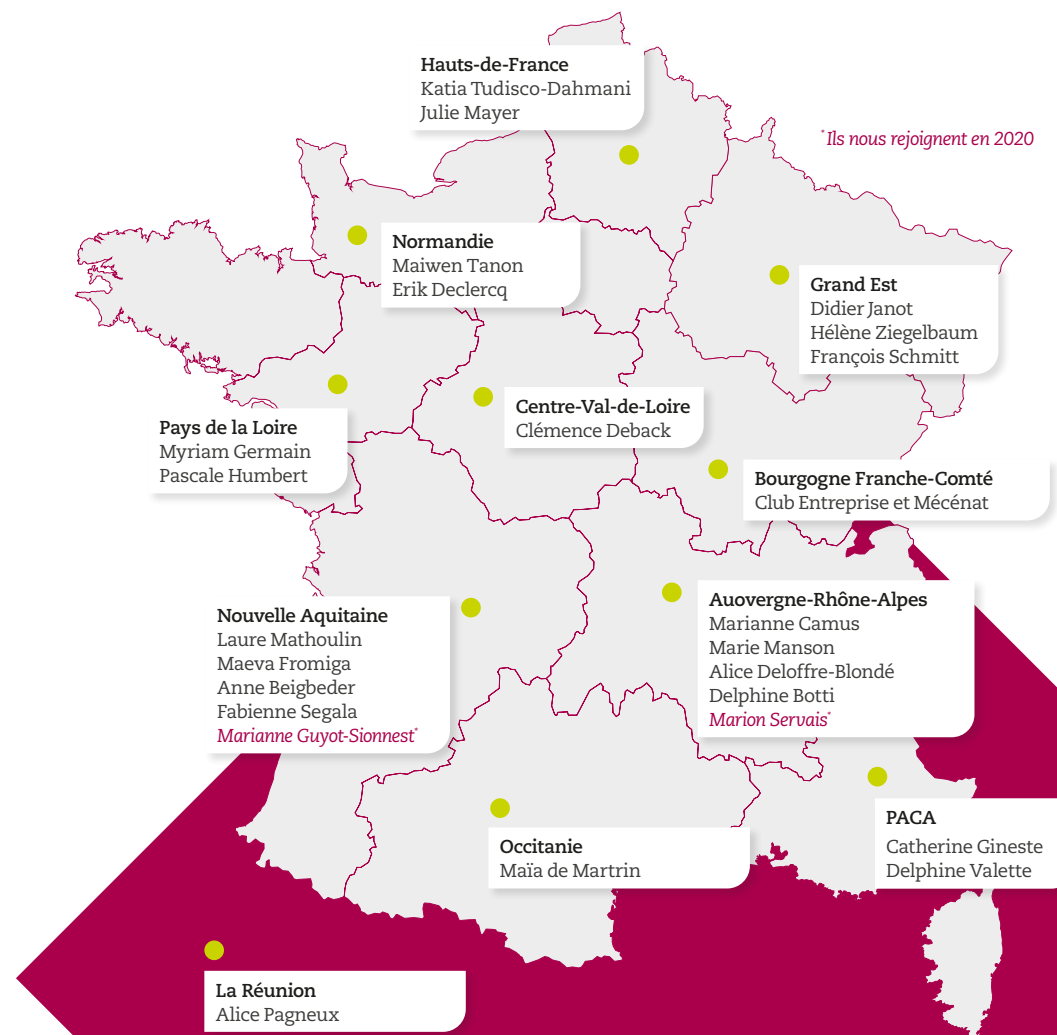 Hauts-de-France
Katia Tudisco-Dahmani
Julie Mayer
*Ils nous rejoignent en 2020
Normandie
Maiwen Tanon
Erik Declercq
Grand Est
Didier Janot
Hélène Ziegelbaum
François Schmitt
Pays de la Loire
Myriam Germain
Pascale Humbert
Centre-Val-de-Loire
Clémence Deback
Bourgogne Franche-Comté
Club Entreprise et Mécénat
Nouvelle Aquitaine
Laure Mathoulin
Maeva Fromiga
Anne Beigbeder
Fabienne Segala
Marianne Guyot-Sionnest*
Auovergne-Rhône-Alpes
Marianne Camus
Marie Manson
Alice Deloffre-Blondé
Delphine Botti
Marion Servais*
Occitanie
Maïa de Martrin
PACA
Catherine Gineste
Delphine Valette
La Réunion
Alice Pagneux